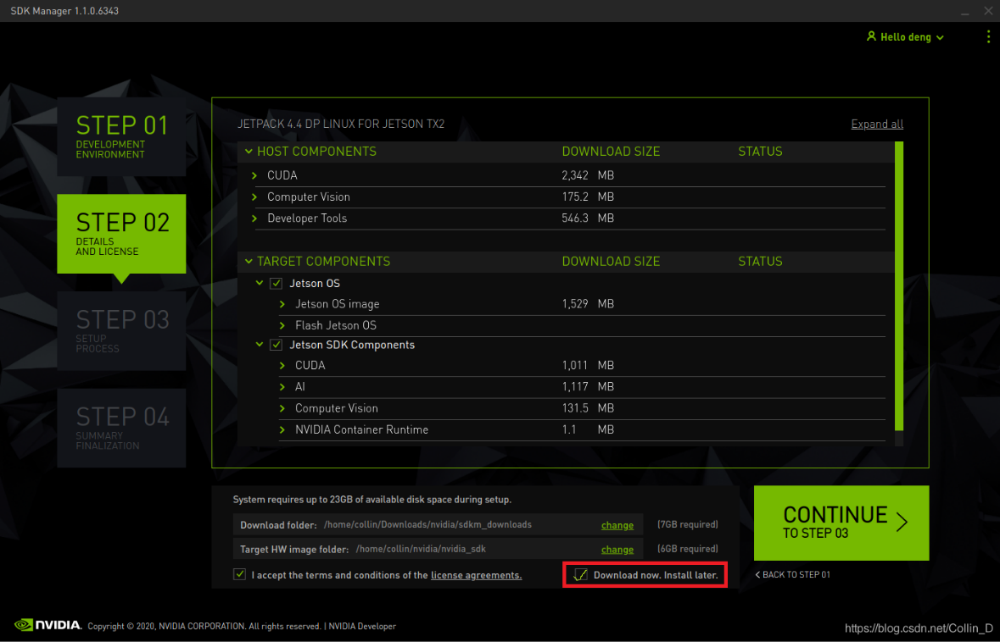 SDK Manager 1.1.0.6343
Hello deng
STEP 01
DEVELOPMENT
ENVIRONMENT
STEP 02
DETAILS
AND LICENSE
STEP 03
SETUP
PROCESS
STEP 04
SUMMARY
FINALIZATION
JETPACK 4.4 DP LINUX FOR JETSON TX2 Expand all
HOST COMPONENTS DOWNLOAD SIZE STATUS
CUDA 2,342 MB
Computer Vision 175.2 MB
Developer Tools 546.3 MB
TARGET COMPONENTS DOWNLOAD SIZE STATUS
Jetson OS
Jetson OS image 1,529 MB
Flash Jetson OS
Jetson SDK Components
CUDA 1,011 MB
AI 1,117 MB
Computer Vision 131.5 MB
NVIDIA Container Runtime 1.1 MB
System requires up to 23GB of available disk space during setup.
Download folder: /home/collin/Downloads/nvidia/sdkm_downloads change (7GB required)
Target HW image folder: /home/collin/nvidia/nvidia_sdk change (6GB required)
I accept the terms and conditions of the license agreements. Download now. Install later.
CONTINUE
TO STEP 03
BACK TO STEP 01
NVIDIA. Copyright © 2020, NVIDIA CORPORATION. All rights reserved. | NVIDIA Developer
https://blog.csdn.net/Collin_D